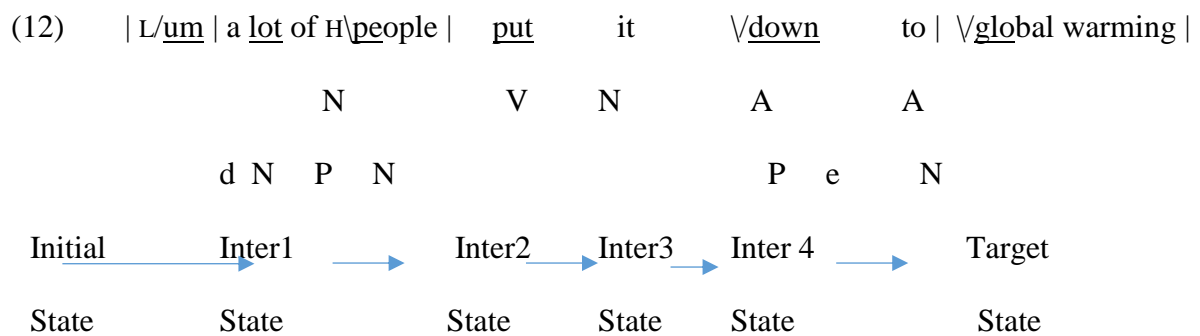 (12) | L/um | a lot of H\people | put it \/down to | \/global warming |
N V N A A
d N P N P e N
Initial Inter1 Inter2 Inter3 Inter 4 Target
State State State State State State